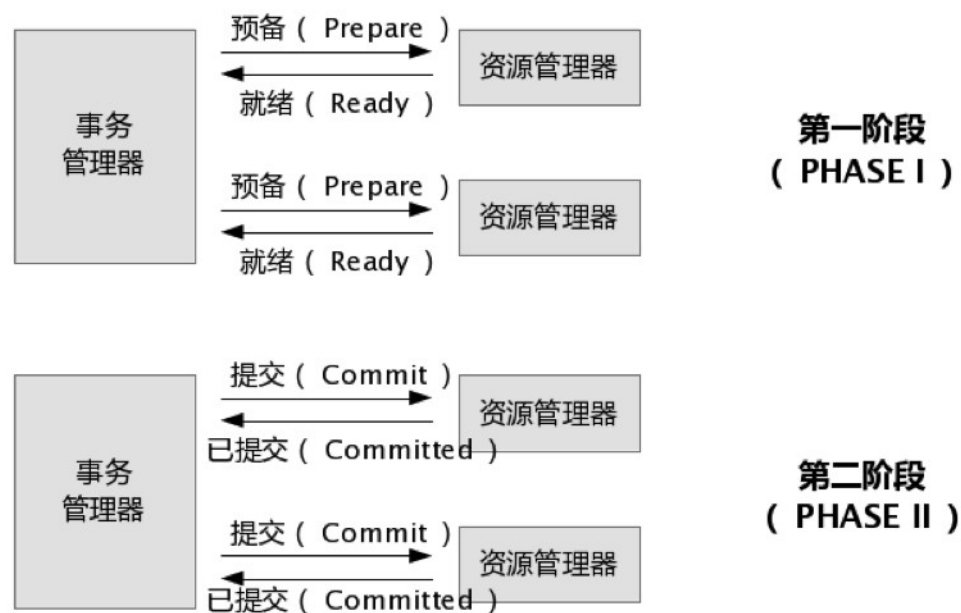 预备 ( Prepare )
资源管理器
就绪 ( Ready )
事务
管理器
第一阶段
( PHASE I )
预备 ( Prepare )
资源管理器
就绪 ( Ready )
提交 ( Commit )
资源管理器
已提交 ( Committed )
事务
管理器
第二阶段
( PHASE II )
提交 ( Commit )
资源管理器
已提交 ( Committed )